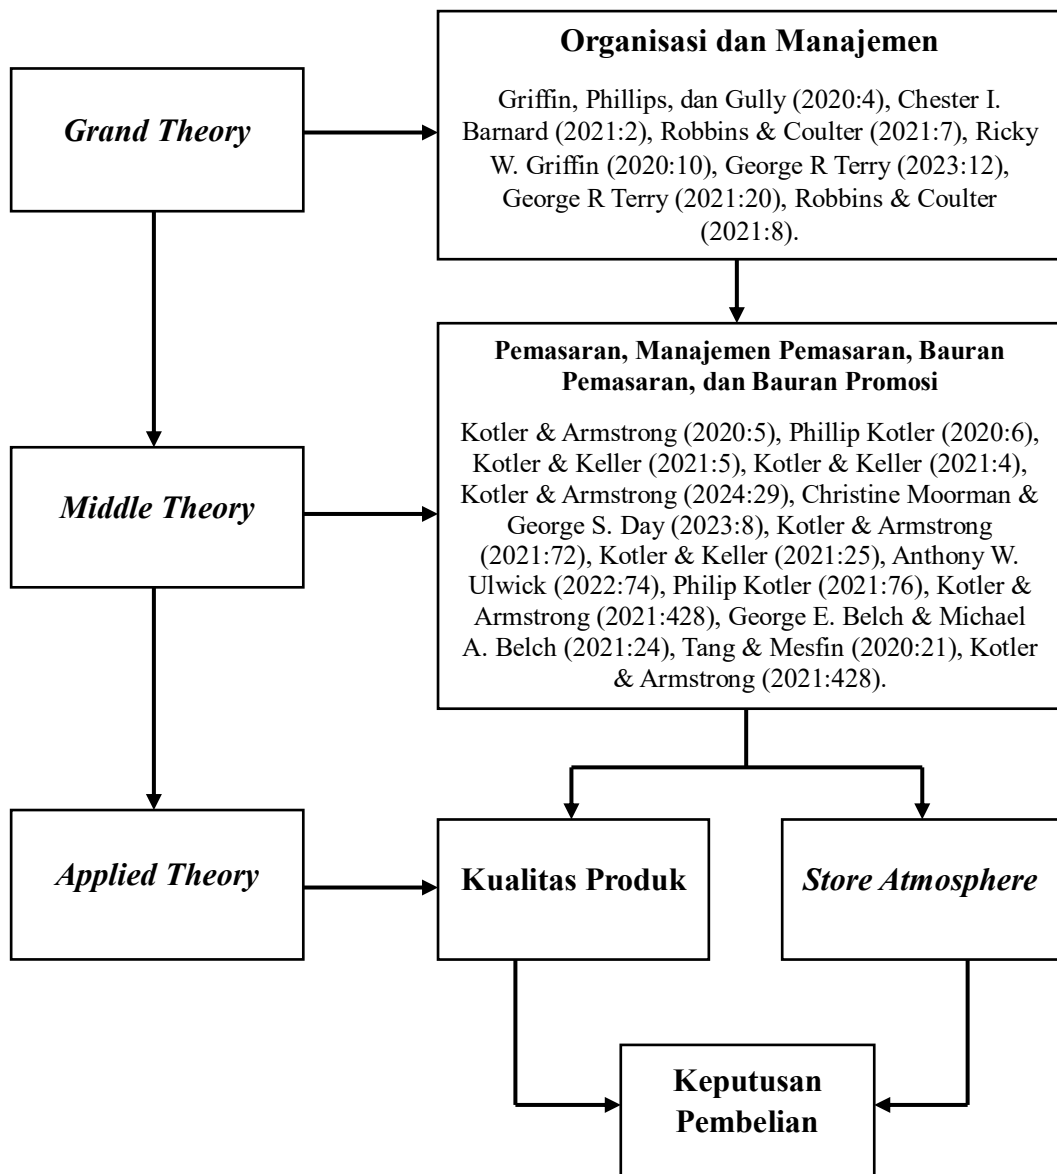 Organisasi dan Manajemen
Griffin, Phillips, dan Gully (2020:4), Chester I.
Barnard (2021:2), Robbins & Coulter (2021:7), Ricky
W. Griffin (2020:10), George R Terry (2023:12),
George R Terry (2021:20), Robbins & Coulter
(2021:8).
Grand Theory
Pemasaran, Manajemen Pemasaran, Bauran
Pemasaran, dan Bauran Promosi
Kotler & Armstrong (2020:5), Phillip Kotler (2020:6),
Kotler & Keller (2021:5), Kotler & Keller (2021:4),
Kotler & Armstrong (2024:29), Christine Moorman &
George S. Day (2023:8), Kotler & Armstrong
(2021:72), Kotler & Keller (2021:25), Anthony W.
Ulwick (2022:74), Philip Kotler (2021:76), Kotler &
Armstrong (2021:428), George E. Belch & Michael
A. Belch (2021:24), Tang & Mesfin (2020:21), Kotler
& Armstrong (2021:428).
Middle Theory
Applied Theory
Kualitas Produk
Store Atmosphere
Keputusan
Pembelian